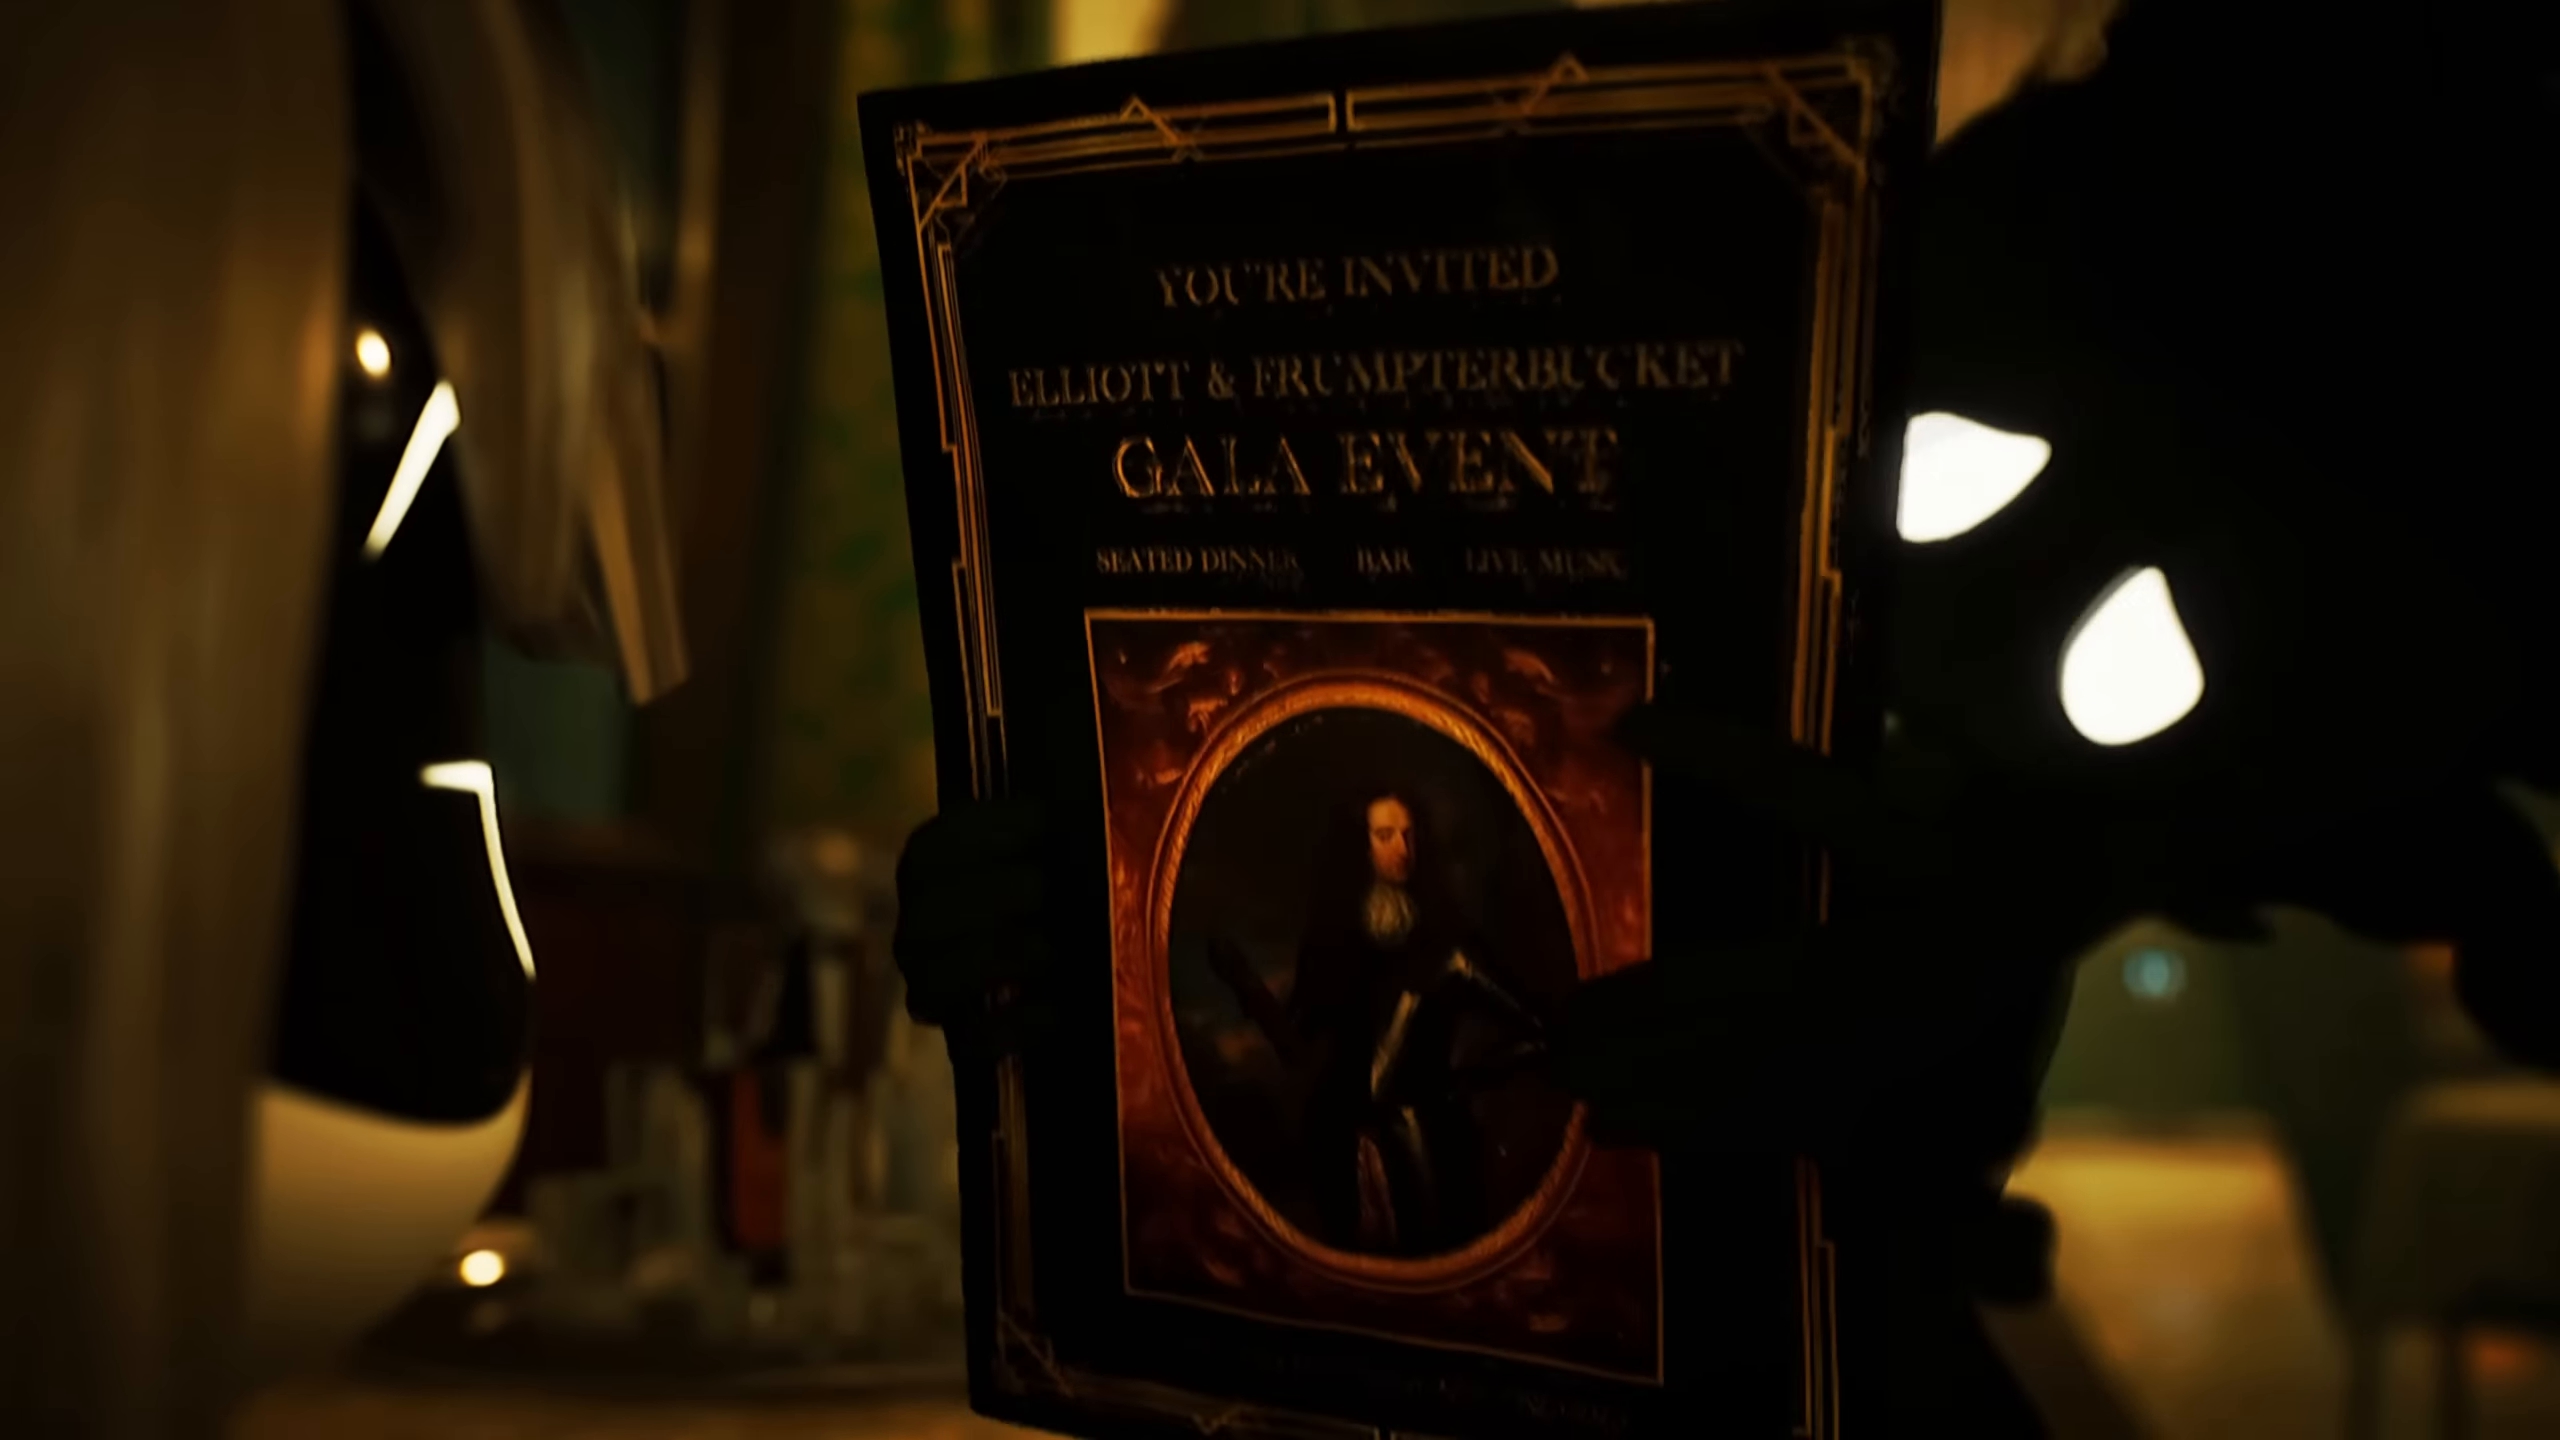 YOU'RE INVITED
ELLIOTT & FRUMPTERBUCKET
GALA EVENT
SEATED DINNER BAR LIVE MUSIC